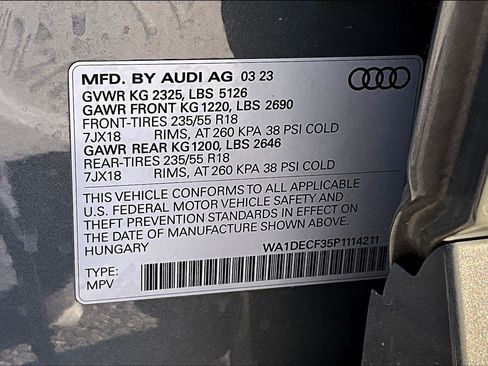 MFD. BY AUDI AG 03 23
GVWR KG 2325, LBS 5126
GAWR FRONT KG 1220, LBS 2690
FRONT-TIRES 235/55 R18
7JX18 RIMS, AT 260 KPA 38 PSI COLD
GAWR REAR KG1200, LBS 2646
REAR-TIRES 235/55 R18
7JX18 RIMS, AT 260 KPA 38 PSI COLD
THIS VEHICLE CONFORMS TO ALL APPLICABLE
U.S. FEDERAL MOTOR VEHICLE SAFETY AND
THEFT PREVENTION STANDARDS IN EFFECT ON
THE DATE OF MANUFACTURE SHOWN ABOVE.
HUNGARY WA1DECF35P1114211
TYPE:
MPV